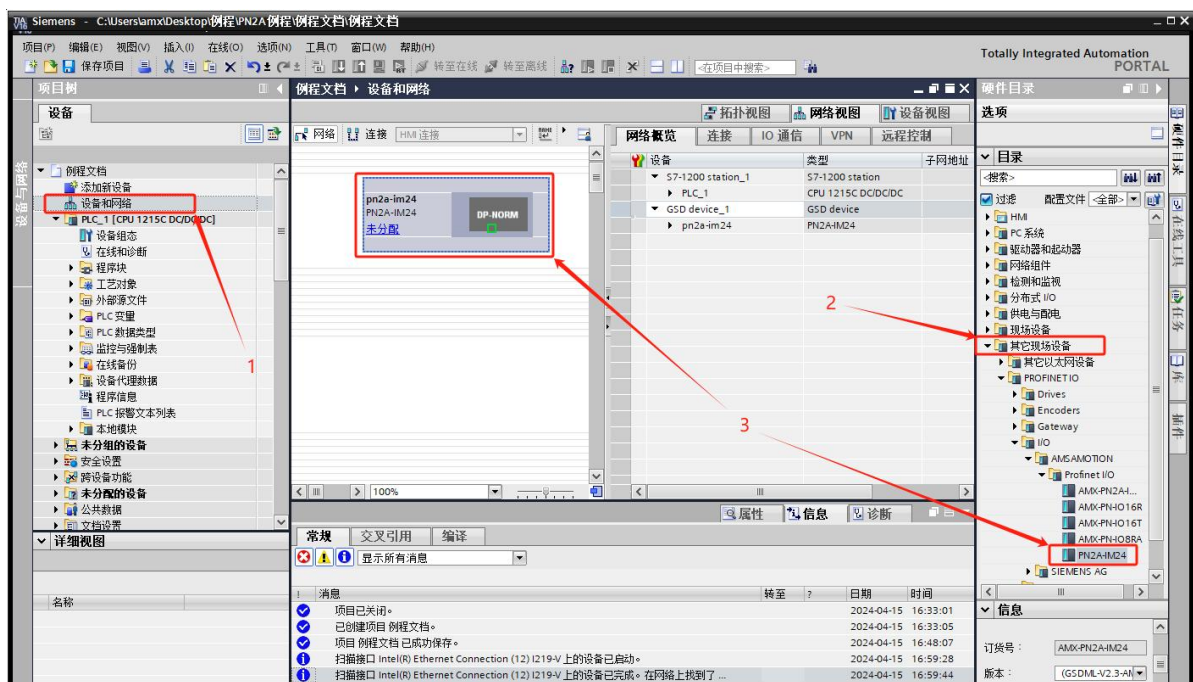 Siemens - C:\Users\amx\Desktop\例程\PN2A例程\例程文档\例程文档
项目(P) 编辑(E) 视图(V) 插入(I) 在线(O) 选项(N) 工具(T) 窗口(W) 帮助(H)
Totally Integrated Automation
PORTAL
保存项目 转至在线 转至离线 <在项目中搜索>
项目树
设备
例程文档
添加新设备
设备和网络
PLC_1 [CPU 1215C DC/DC/DC]
设备组态
在线和诊断
程序块
工艺对象
外部源文件
PLC 变量
PLC 数据类型
监控与强制表
在线备份
设备代理数据
程序信息
PLC 报警文本列表
本地模块
未分组的设备
安全设置
跨设备功能
未分配的设备
公共数据
文档设置
详细视图
名称
设备与网络
例程文档 ▸ 设备和网络
拓扑视图 网络视图 设备视图
网络 连接 HMI 连接
pn2a-im24
PN2A-IM24
未分配
DP-NORM
100%
网络概览 连接 IO 通信 VPN 远程控制
设备 类型 子网地址
S7-1200 station_1 S7-1200 station
PLC_1 CPU 1215C DC/DC/DC
GSD device_1 GSD device
pn2a-im24 PN2A-IM24
1
2
3
属性 信息 诊断
常规 交叉引用 编译
显示所有消息
! 消息 转至 ? 日期 时间
项目已关闭。 2024-04-15 16:33:01
已创建项目 例程文档。 2024-04-15 16:33:05
项目 例程文档 已成功保存。 2024-04-15 16:48:07
扫描接口 Intel(R) Ethernet Connection (12) I219-V 上的设备已启动。 2024-04-15 16:59:28
扫描接口 Intel(R) Ethernet Connection (12) I219-V 上的设备已完成。在网络上找到了 ... 2024-04-15 16:59:44
硬件目录
选项
目录
<搜索>
过滤 配置文件 <全部>
HMI
PC 系统
驱动器和起动器
网络组件
检测和监视
分布式 I/O
供电与配电
现场设备
其它现场设备
其它以太网设备
PROFINET IO
Drives
Encoders
Gateway
I/O
AMSAMOTION
Profinet I/O
AMX-PN2A-I...
AMX-PN-IO16R
AMX-PN-IO16T
AMX-PN-IO8RA
PN2A-IM24
SIEMENS AG
信息
订货号： AMX-PN2A-IM24
版本： (GSDML-V2.3-AM
硬件目录
在线工具
任务
库
插件